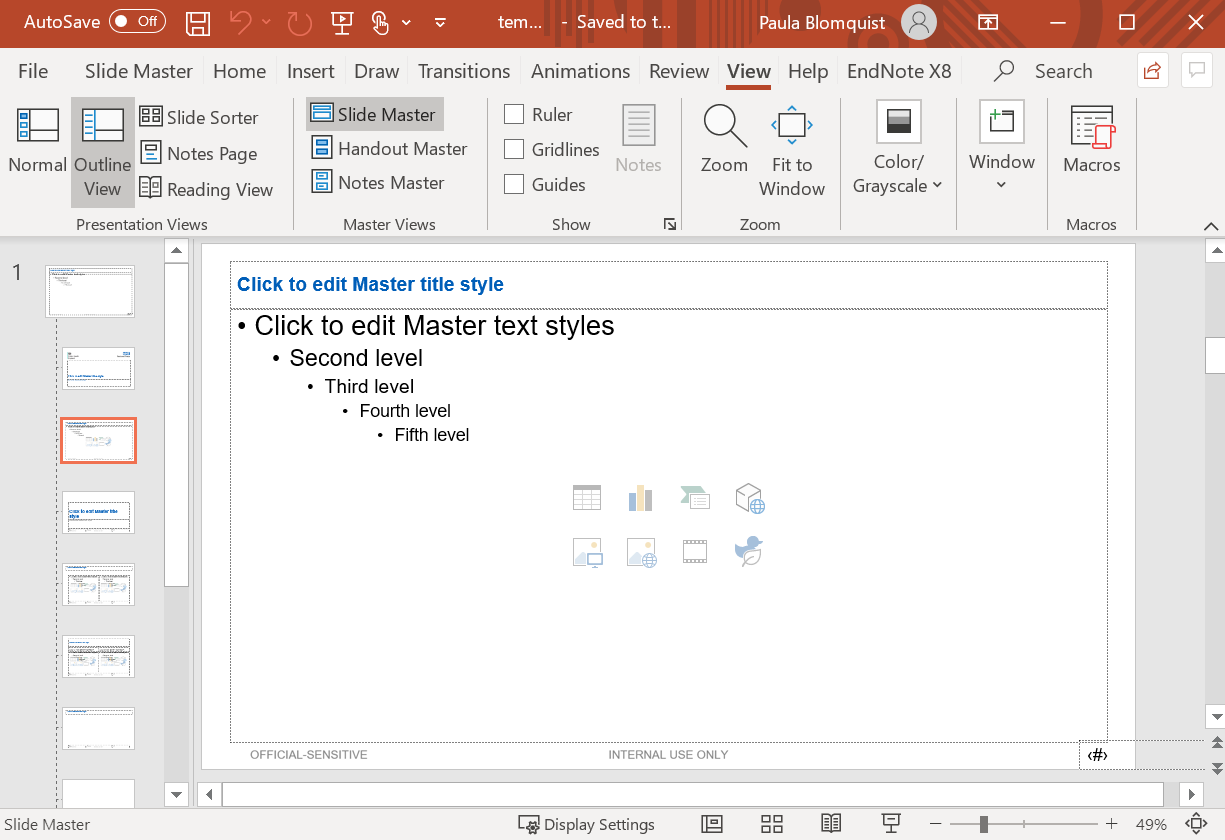 AutoSave Off tem... - Saved to t... Paula Blomquist
File Slide Master Home Insert Draw Transitions Animations Review View Help EndNote X8 Search
Normal
Outline
View
Slide Sorter
Notes Page
Reading View
Presentation Views
Slide Master
Handout Master
Notes Master
Master Views
Ruler
Gridlines
Guides
Notes
Show
Zoom
Fit to
Window
Zoom
Color/
Grayscale
Window
Macros
Macros
1
Click to edit Master title style
• Click to edit Master text styles
• Second level
• Third level
• Fourth level
• Fifth level
OFFICIAL-SENSITIVE INTERNAL USE ONLY ‹#›
Slide Master Display Settings 49%